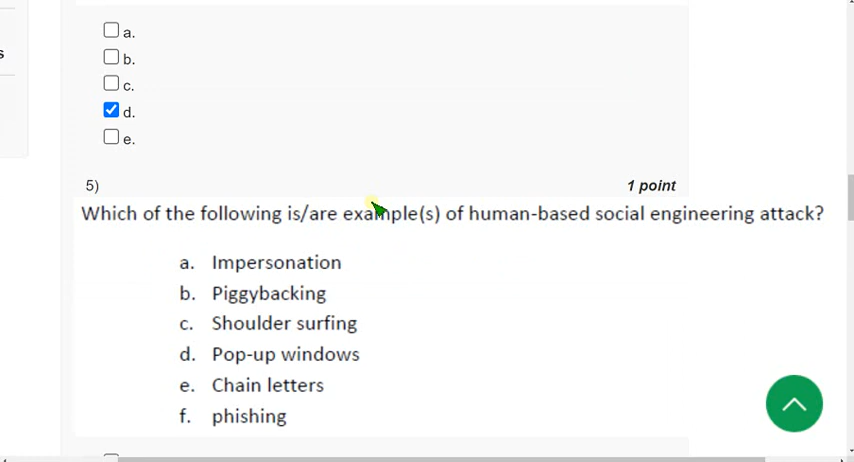 a.
b.
s
c.
d.
e.
5)
1 point
Which of the following is/are example(s) of human-based social engineering attack?
a. Impersonation
b. Piggybacking
c. Shoulder surfing
d. Pop-up windows
e. Chain letters
f. phishing